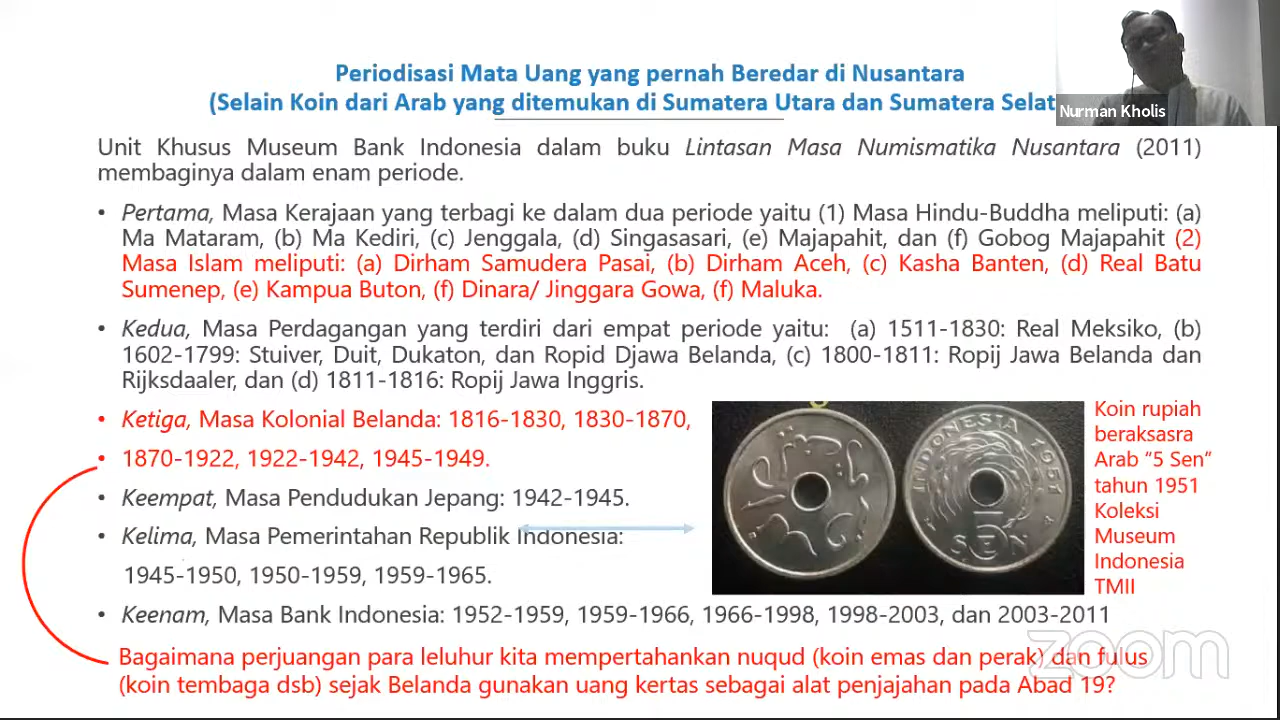 Periodisasi Mata Uang yang pernah Beredar di Nusantara
(Selain Koin dari Arab yang ditemukan di Sumatera Utara dan Sumatera Selat
Nurman Kholis
Unit Khusus Museum Bank Indonesia dalam buku Lintasan Masa Numismatika Nusantara (2011)
membaginya dalam enam periode.
• Pertama, Masa Kerajaan yang terbagi ke dalam dua periode yaitu (1) Masa Hindu-Buddha meliputi: (a)
Ma Mataram, (b) Ma Kediri, (c) Jenggala, (d) Singasasari, (e) Majapahit, dan (f) Gobog Majapahit (2)
Masa Islam meliputi: (a) Dirham Samudera Pasai, (b) Dirham Aceh, (c) Kasha Banten, (d) Real Batu
Sumenep, (e) Kampua Buton, (f) Dinara/ Jinggara Gowa, (f) Maluka.
• Kedua, Masa Perdagangan yang terdiri dari empat periode yaitu: (a) 1511-1830: Real Meksiko, (b)
1602-1799: Stuiver, Duit, Dukaton, dan Ropid Djawa Belanda, (c) 1800-1811: Ropij Jawa Belanda dan
Rijksdaaler, dan (d) 1811-1816: Ropij Jawa Inggris.
• Ketiga, Masa Kolonial Belanda: 1816-1830, 1830-1870,
• 1870-1922, 1922-1942, 1945-1949.
• Keempat, Masa Pendudukan Jepang: 1942-1945.
• Kelima, Masa Pemerintahan Republik Indonesia:
1945-1950, 1950-1959, 1959-1965.
• Keenam, Masa Bank Indonesia: 1952-1959, 1959-1966, 1966-1998, 1998-2003, dan 2003-2011
INDONESIA 1951
5
SEN
Koin rupiah
beraksasra
Arab “5 Sen”
tahun 1951
Koleksi
Museum
Indonesia
TMII
Bagaimana perjuangan para leluhur kita mempertahankan nuqud (koin emas dan perak) dan fulus
(koin tembaga dsb) sejak Belanda gunakan uang kertas sebagai alat penjajahan pada Abad 19?
zoom